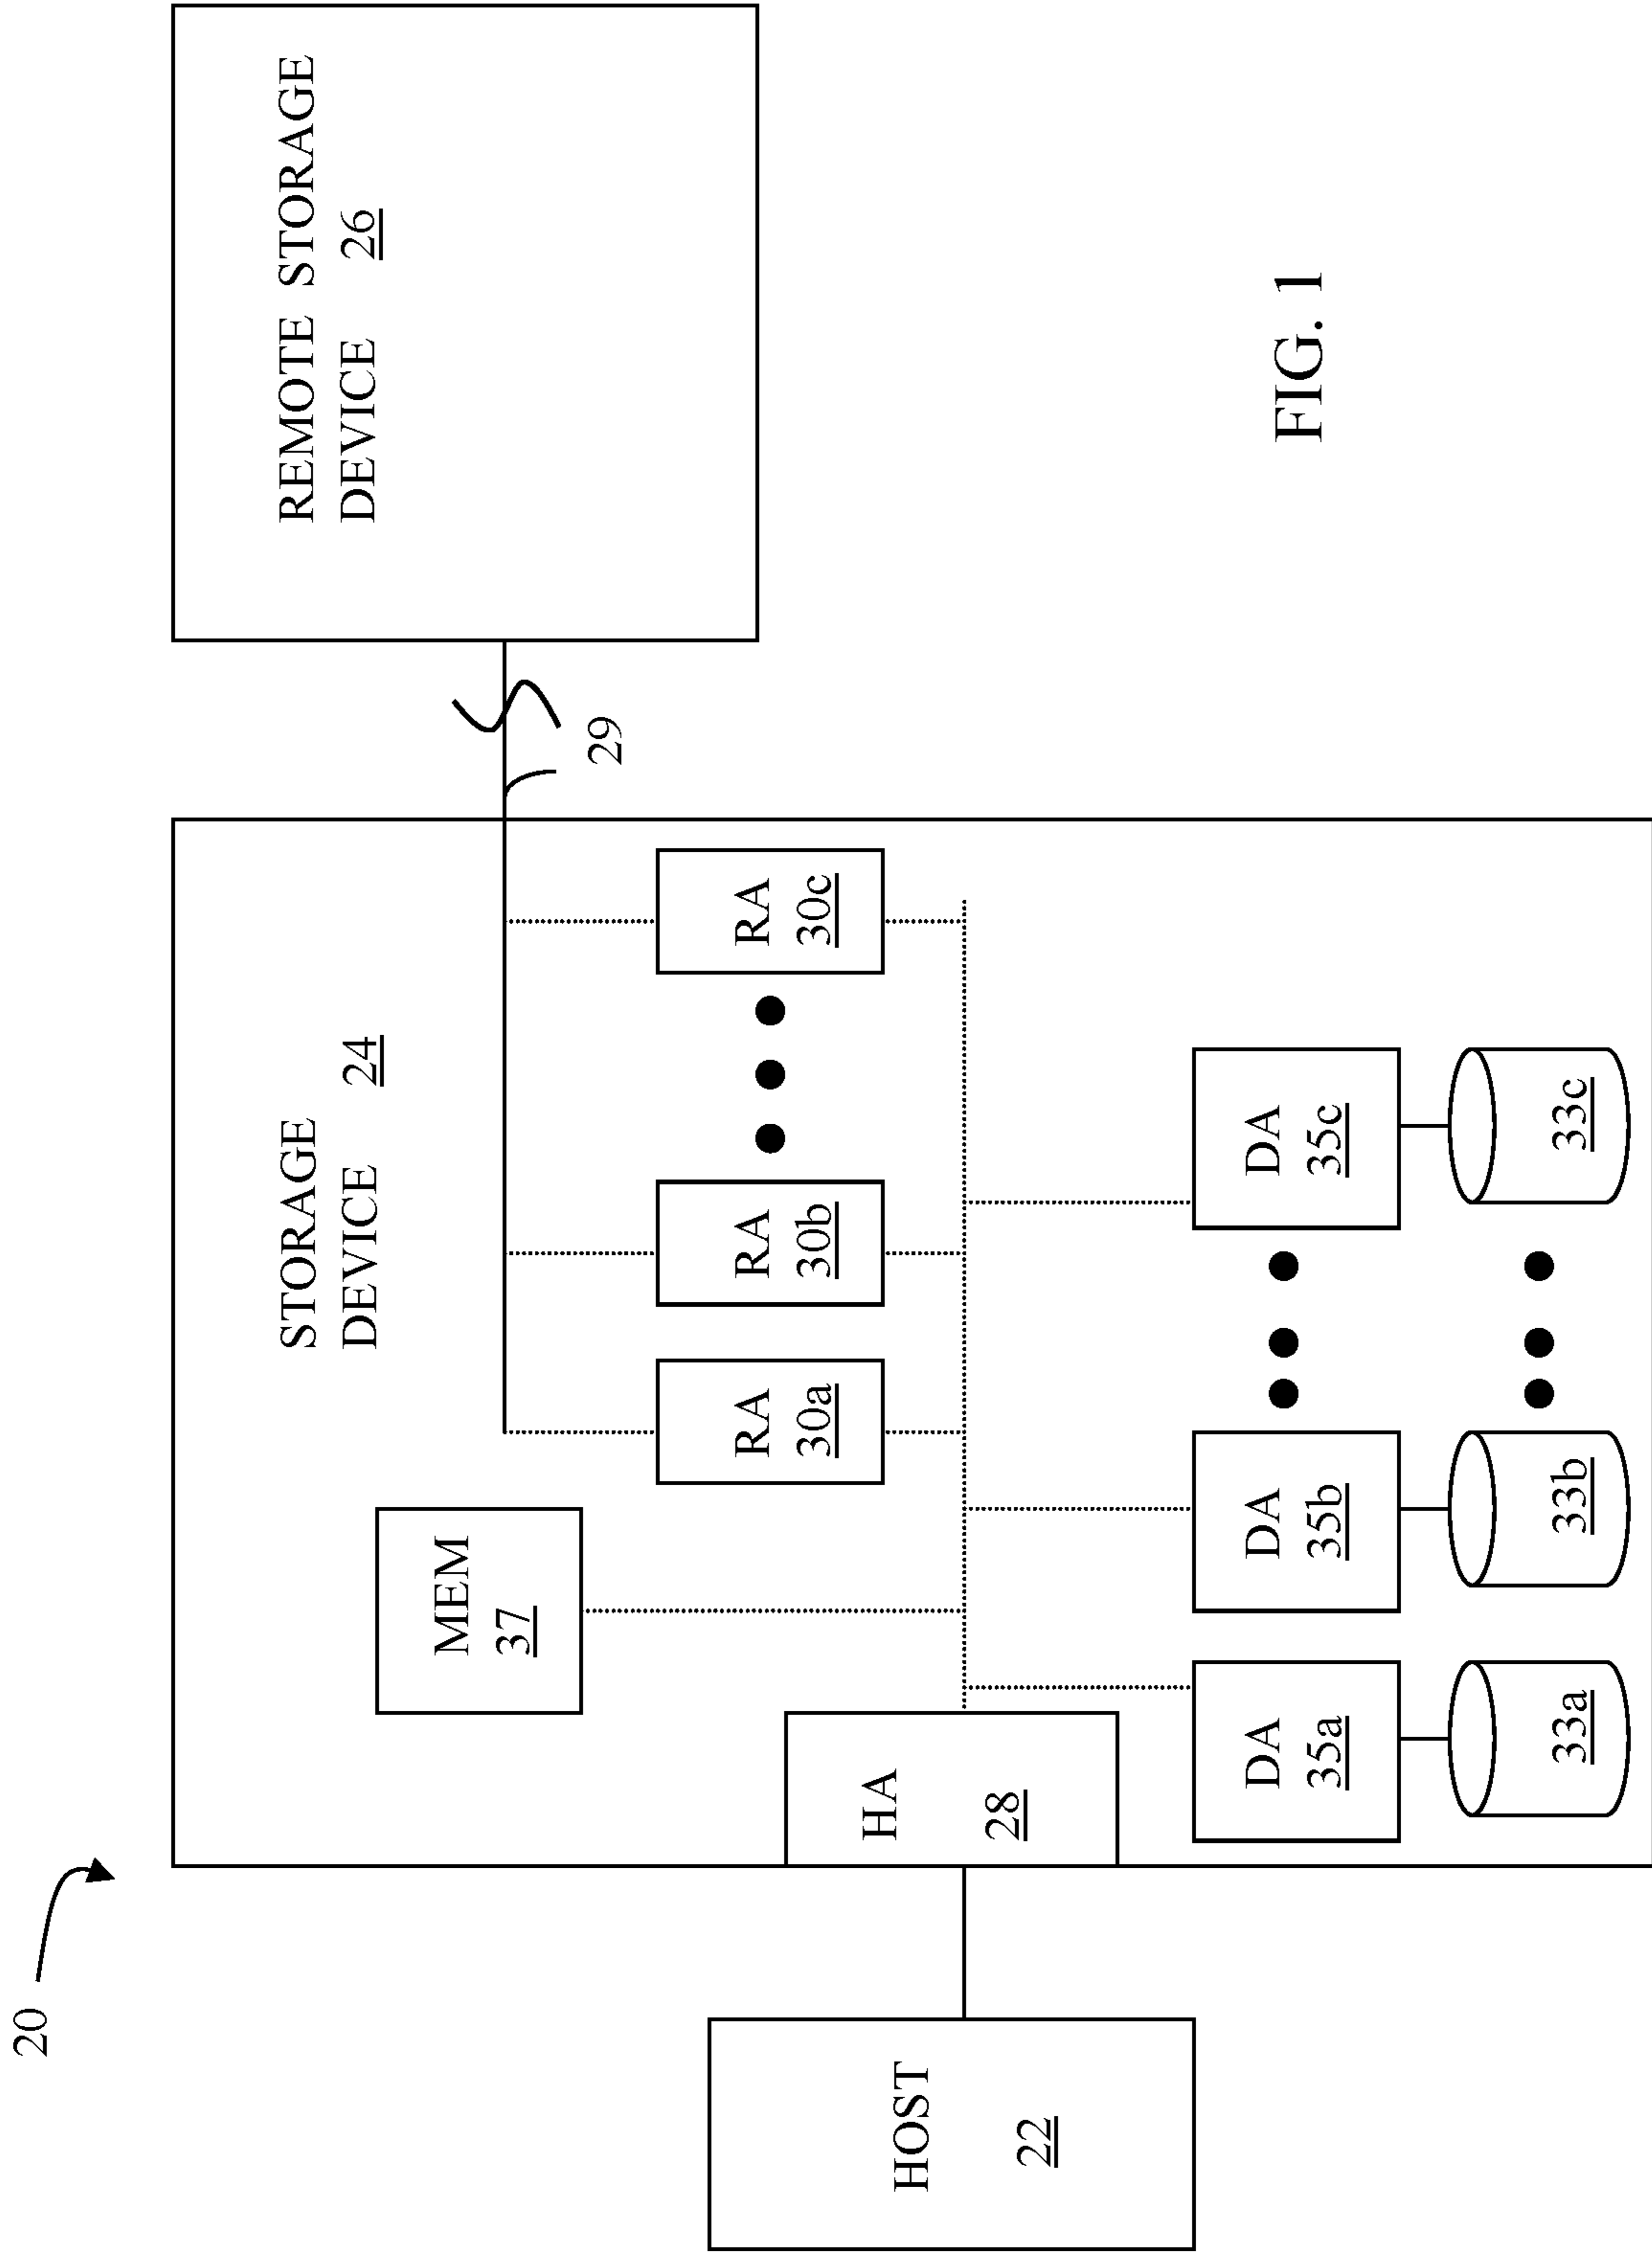 20
STORAGE
DEVICE 24
REMOTE STORAGE
DEVICE 26
MEM
37
29
RA
30a
RA
30b
RA
30c
HOST
22
HA
28
DA
35a
DA
35b
DA
35c
33a
33b
33c
FIG. 1